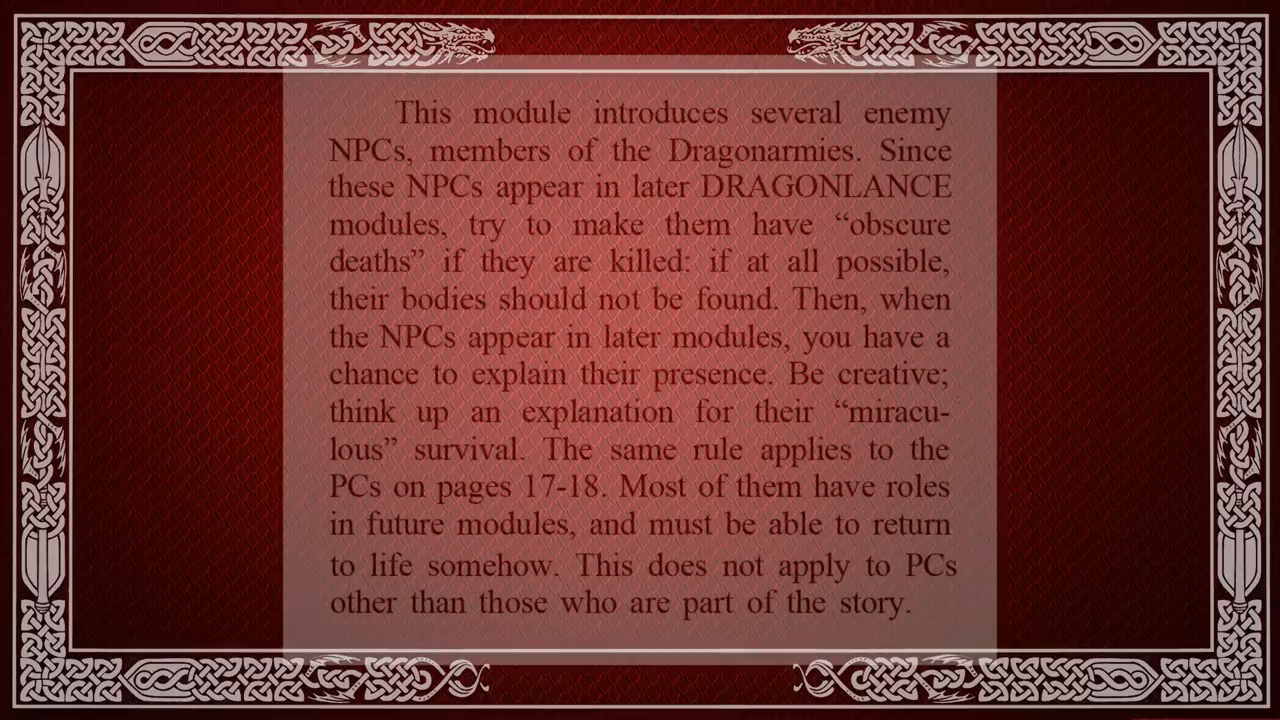 This module introduces several enemy
NPCs, members of the Dragonarmies. Since
these NPCs appear in later DRAGONLANCE
modules, try to make them have “obscure
deaths” if they are killed: if at all possible,
their bodies should not be found. Then, when
the NPCs appear in later modules, you have a
chance to explain their presence. Be creative;
think up an explanation for their “miracu-
lous” survival. The same rule applies to the
PCs on pages 17-18. Most of them have roles
in future modules, and must be able to return
to life somehow. This does not apply to PCs
other than those who are part of the story.